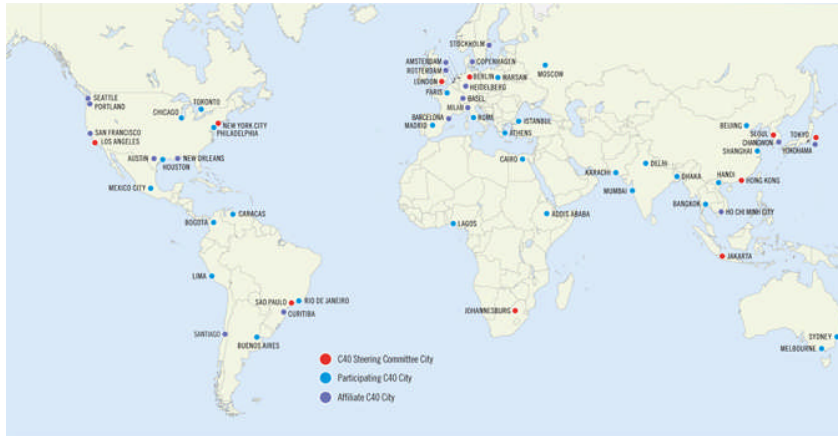 STOCKHOLM
AMSTERDAM
COPENHAGEN
ROTTERDAM
BERLIN
MOSCOW
LONDON
WARSAW
HEIDELBERG
PARIS
BASEL
MILAN
BARCELONA
ROME
ISTANBUL
MADRID
ATHENS
SEATTLE
PORTLAND
TORONTO
CHICAGO
NEW YORK CITY
PHILADELPHIA
SAN FRANCISCO
LOS ANGELES
AUSTIN
NEW ORLEANS
HOUSTON
MEXICO CITY
CARACAS
BOGOTA
LIMA
SAO PAULO
RIO DE JANEIRO
CURITIBA
SANTIAGO
BUENOS AIRES
CAIRO
LAGOS
ADDIS ABABA
JOHANNESBURG
BEIJING
SEOUL
TOKYO
CHANGWON
SHANGHAI
YOKOHAMA
DELHI
KARACHI
DHAKA
HANOI
HONG KONG
MUMBAI
BANGKOK
HO CHI MINH CITY
JAKARTA
SYDNEY
MELBOURNE
C40 Steering Committee City
Participating C40 City
Affiliate C40 City